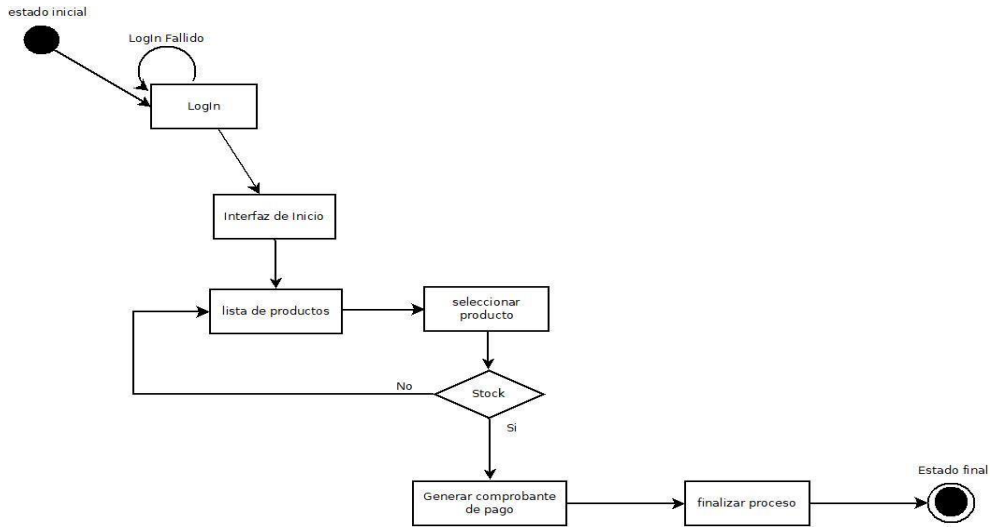 estado inicial
LogIn Fallido
LogIn
Interfaz de Inicio
lista de productos
seleccionar
producto
No
Stock
Si
Generar comprobante
de pago
finalizar proceso
Estado final